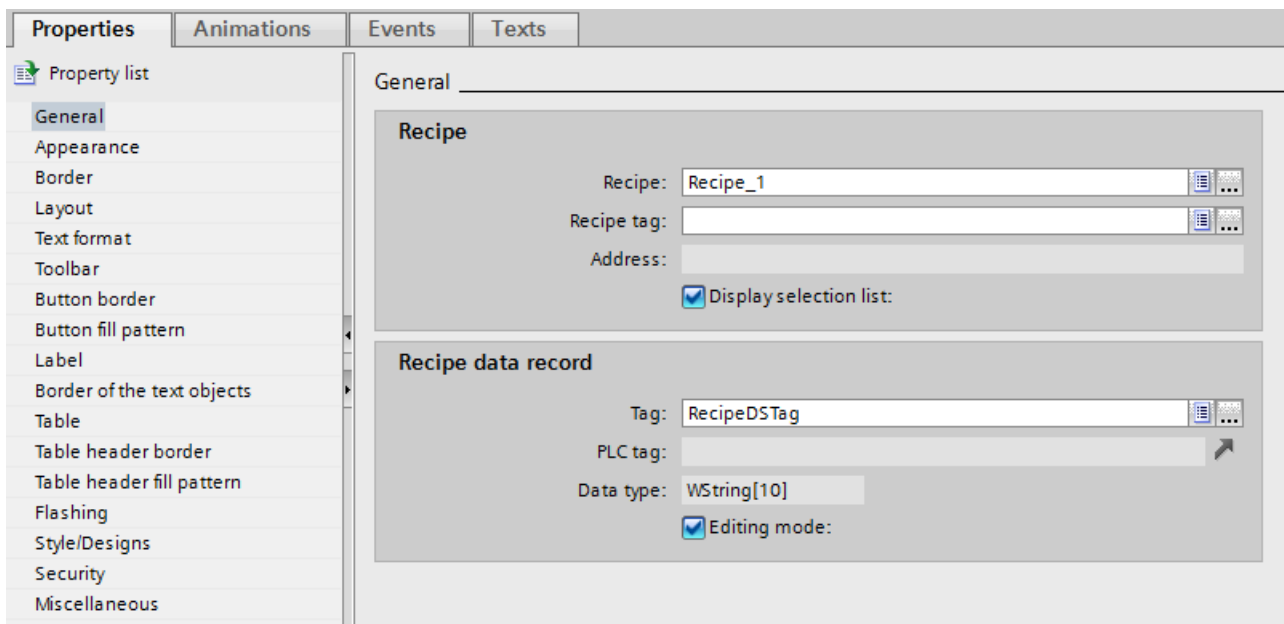 Properties Animations Events Texts
Property list
General
Appearance
Border
Layout
Text format
Toolbar
Button border
Button fill pattern
Label
Border of the text objects
Table
Table header border
Table header fill pattern
Flashing
Style/Designs
Security
Miscellaneous
General
Recipe
Recipe: Recipe_1
Recipe tag:
Address:
Display selection list:
Recipe data record
Tag: RecipeDSTag
PLC tag:
Data type: WString[10]
Editing mode: